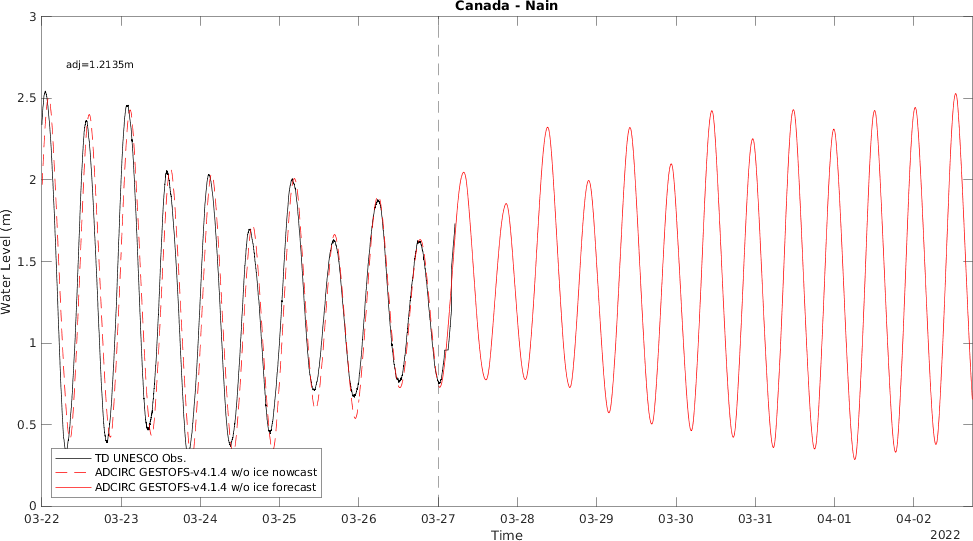 Canada - Nain
3
adj=1.2135m
2.5
2
1.5
1
0.5
0
Water Level (m)
TD UNESCO Obs.
ADCIRC GESTOFS-v4.1.4 w/o ice nowcast
ADCIRC GESTOFS-v4.1.4 w/o ice forecast
03-22 03-23 03-24 03-25 03-26 03-27 03-28 03-29 03-30 03-31 04-01 04-02
Time
2022